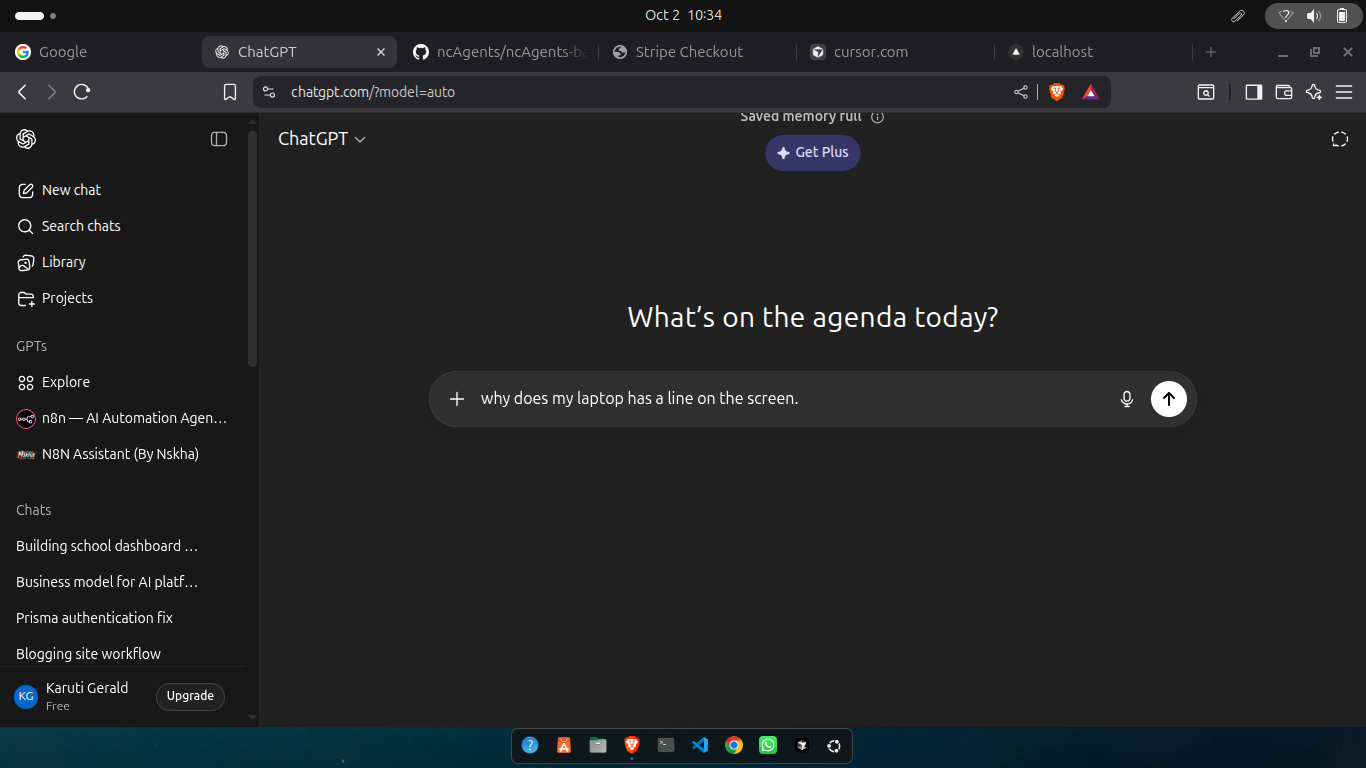 Oct 2 10:34
Google
ChatGPT
ncAgents/ncAgents-ba
Stripe Checkout
cursor.com
localhost
chatgpt.com/?model=auto
Saved memory full
ChatGPT
Get Plus
New chat
Search chats
Library
Projects
GPTs
Explore
n8n — AI Automation Agen…
N8N Assistant (By Nskha)
Chats
Building school dashboard …
Business model for AI platf…
Prisma authentication fix
Blogging site workflow
KG
Karuti Gerald
Free
Upgrade
What's on the agenda today?
why does my laptop has a line on the screen.